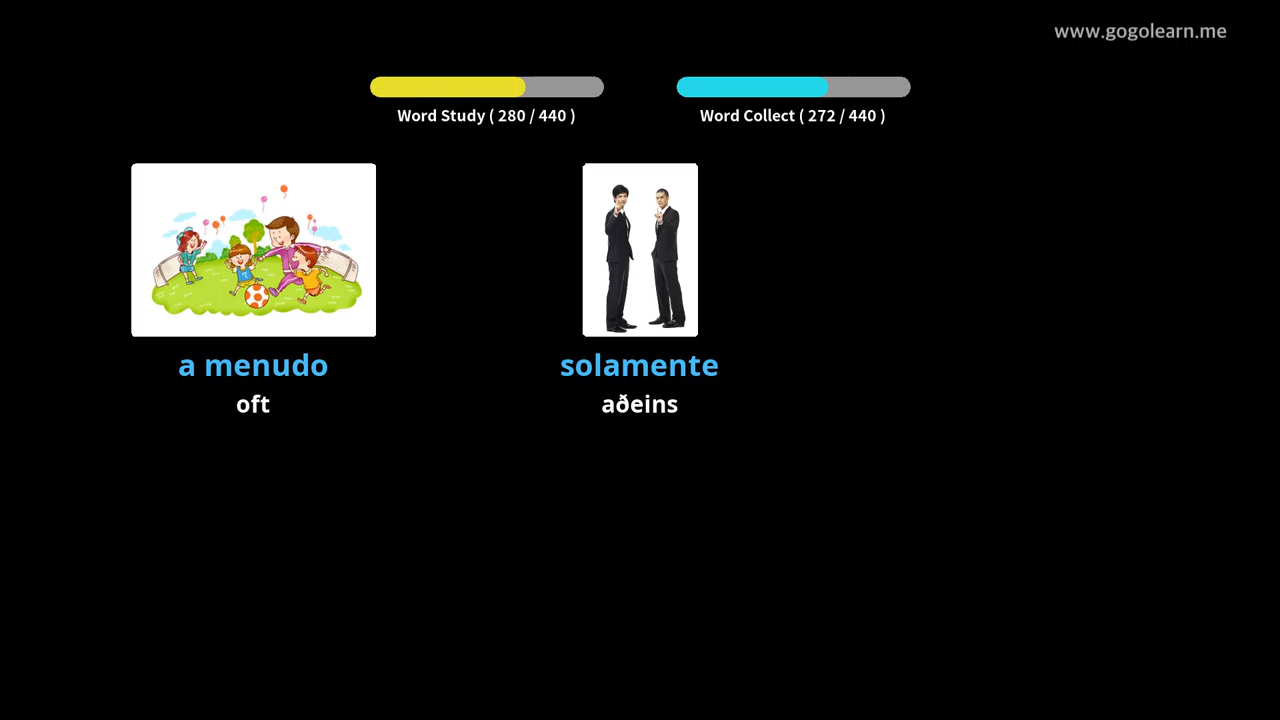 www.gogolearn.me
Word Study ( 280 / 440 )
Word Collect ( 272 / 440 )
a menudo
oft
solamente
aðeins